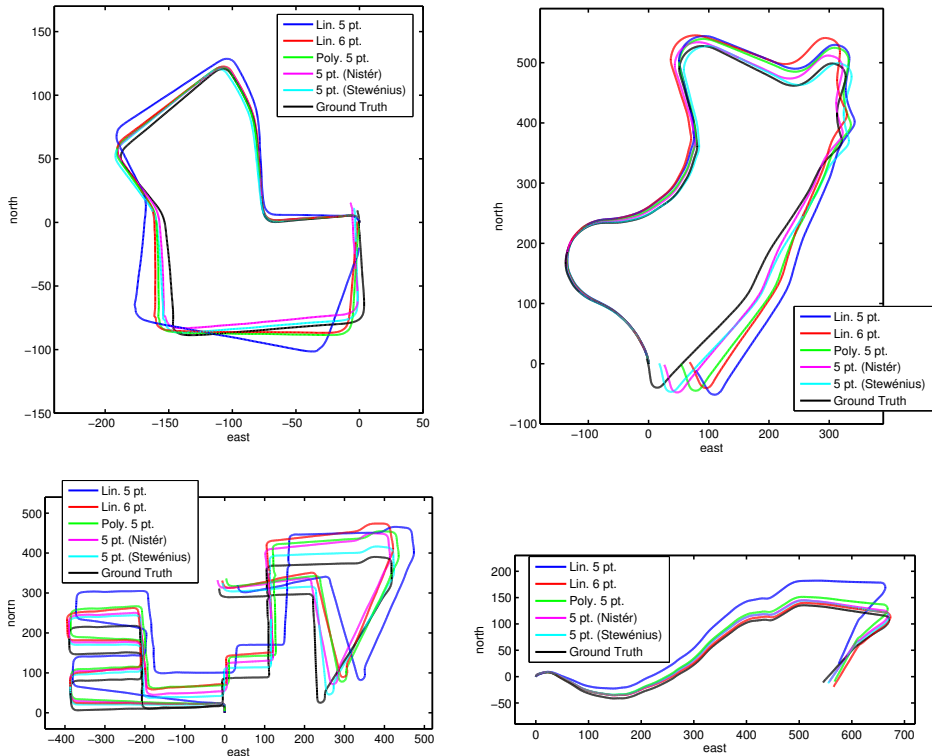 150
100
50
0
−50
−100
−150
−200
−150
−100
−50
0
50
north
east
Lin. 5 pt.
Lin. 6 pt.
Poly. 5 pt.
5 pt. (Nistér)
5 pt. (Stewénius)
Ground Truth
500
400
300
200
100
0
−100
−100
0
100
200
300
north
east
Lin. 5 pt.
Lin. 6 pt.
Poly. 5 pt.
5 pt. (Nistér)
5 pt. (Stewénius)
Ground Truth
500
400
300
200
100
0
−400
−300
−200
−100
0
100
200
300
400
500
north
east
Lin. 5 pt.
Lin. 6 pt.
Poly. 5 pt.
5 pt. (Nistér)
5 pt. (Stewénius)
Ground Truth
200
150
100
50
0
−50
0
100
200
300
400
500
600
700
north
east
Lin. 5 pt.
Lin. 6 pt.
Poly. 5 pt.
5 pt. (Nistér)
5 pt. (Stewénius)
Ground Truth